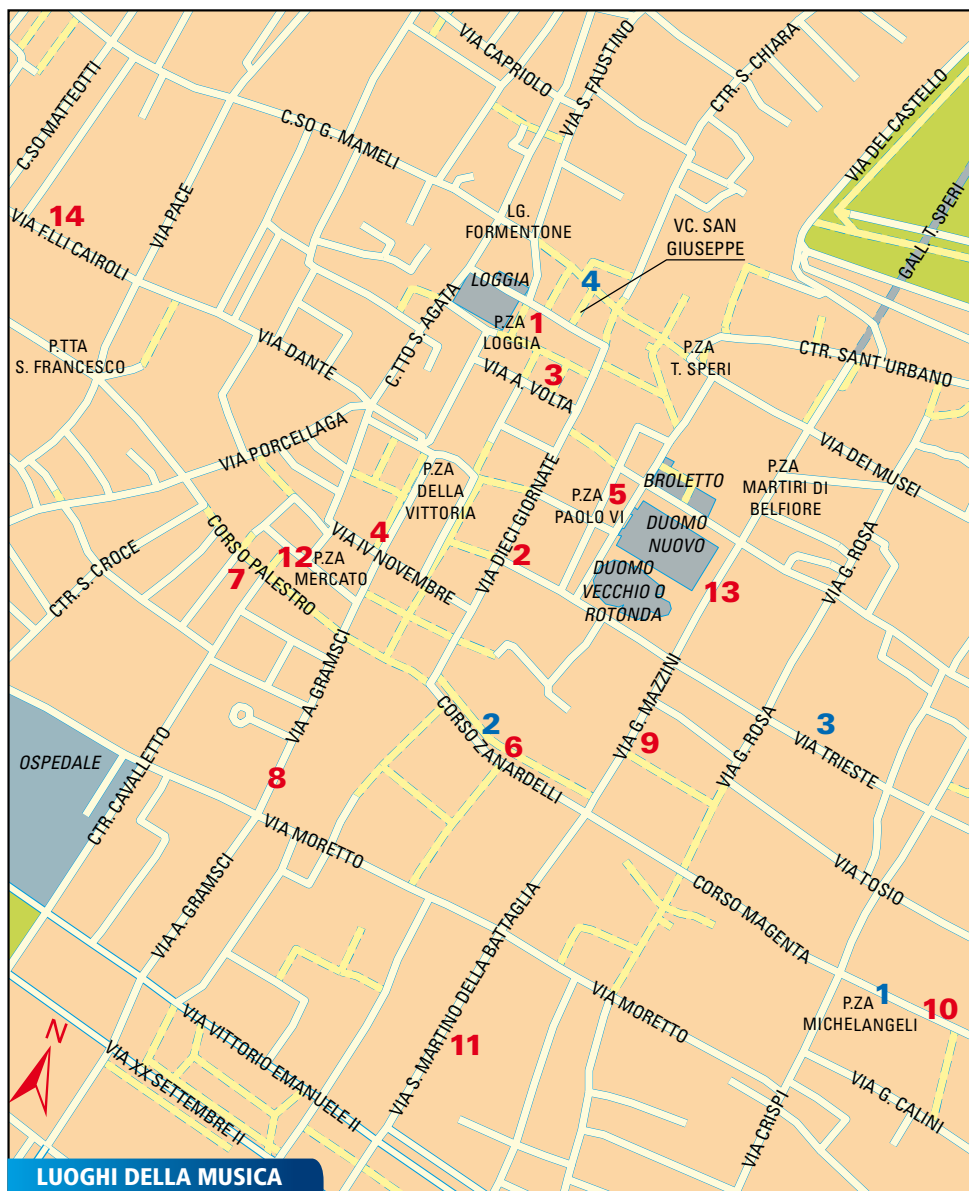 VIA CAPRIOLO
VIA S. FAUSTINO
CTR. S. CHIARA
C.SO MATTEOTTI
C.SO G. MAMELI
VIA DEL CASTELLO
GALL. T. SPERI
14
VIA F.LLI CAIROLI
VIA PACE
LG.
FORMENTONE
VC. SAN
GIUSEPPE
LOGGIA
4
P.ZA
LOGGIA
1
C.TTO S. AGATA
P.TTA
S. FRANCESCO
VIA DANTE
VIA A. VOLTA
3
P.ZA
T. SPERI
CTR. SANT'URBANO
VIA PORCELLAGA
VIA DEI MUSEI
P.ZA
DELLA
VITTORIA
VIA DIECI GIORNATE
P.ZA
PAOLO VI
5
BROLETTO
P.ZA
MARTIRI DI
BELFIORE
DUOMO
NUOVO
DUOMO
VECCHIO O
ROTONDA
VIA G. ROSA
CTR. S. CROCE
CORSO PALESTRO
7
12
P.ZA
MERCATO
4
VIA IV NOVEMBRE
2
13
VIA A. GRAMSCI
2
6
CORSO ZANARDELLI
VIA G. MAZZINI
9
VIA G. ROSA
3
VIA TRIESTE
OSPEDALE
CTR. CAVALLETTO
8
VIA MORETTO
VIA TOSIO
VIA A. GRAMSCI
CORSO MAGENTA
VIA S. MARTINO DELLA BATTAGLIA
11
VIA MORETTO
1
P.ZA
MICHELANGELI
10
N
VIA VITTORIO EMANUELE II
VIA XX SETTEMBRE II
VIA CRISPI
VIA G. CALINI
LUOGHI DELLA MUSICA